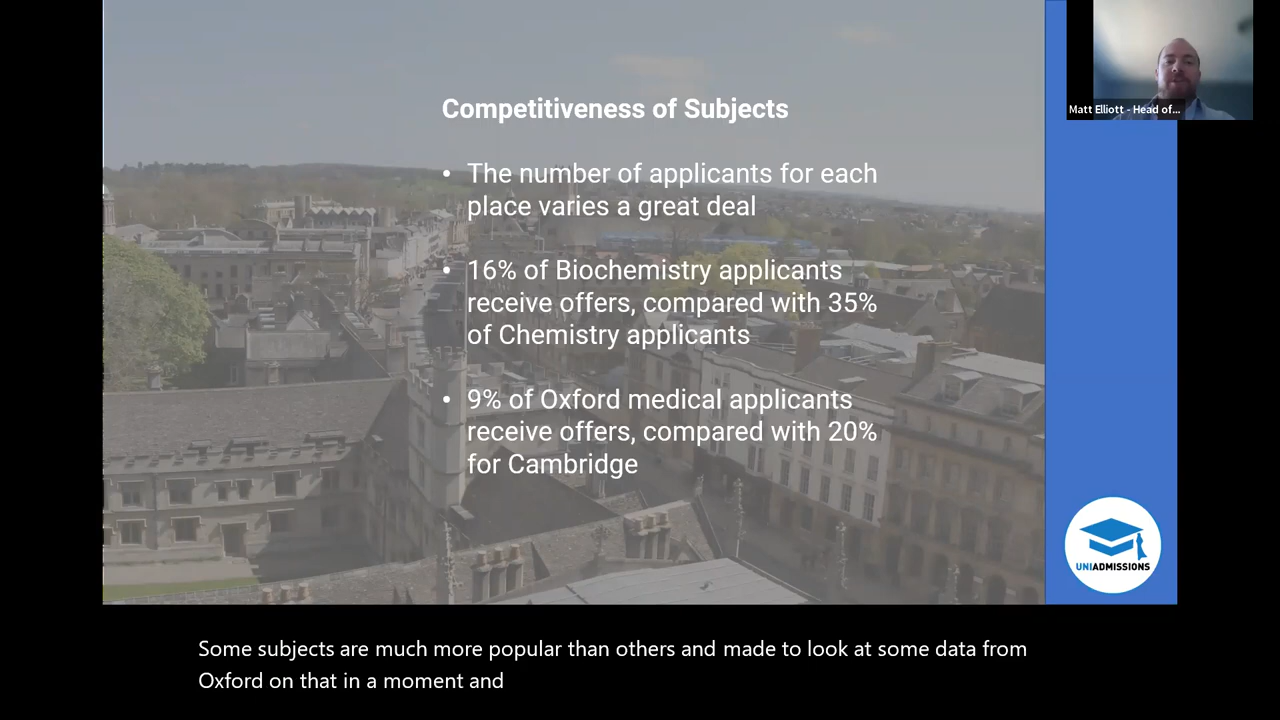 Competitiveness of Subjects
• The number of applicants for each
place varies a great deal
• 16% of Biochemistry applicants
receive offers, compared with 35%
of Chemistry applicants
• 9% of Oxford medical applicants
receive offers, compared with 20%
for Cambridge
Matt Elliott - Head of...
UNIADMISSIONS
Some subjects are much more popular than others and made to look at some data from
Oxford on that in a moment and